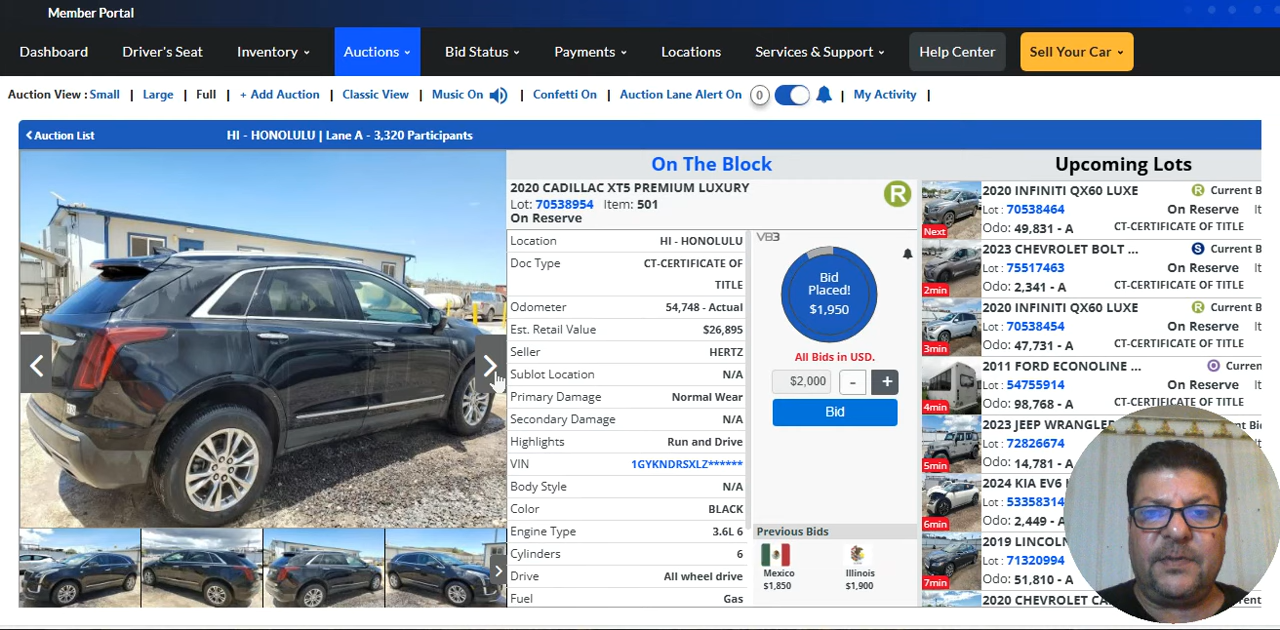 Member Portal
Dashboard Driver's Seat Inventory Auctions Bid Status Payments Locations Services & Support Help Center Sell Your Car
Auction View : Small | Large | Full | + Add Auction | Classic View | Music On | Confetti On | Auction Lane Alert On 0 | My Activity |
Auction List HI - HONOLULU | Lane A - 3,320 Participants
On The Block
2020 CADILLAC XT5 PREMIUM LUXURY
Lot: 70538954 Item: 501
On Reserve
R
Location HI - HONOLULU
Doc Type CT-CERTIFICATE OF
TITLE
Odometer 54,748 - Actual
Est. Retail Value $26,895
Seller HERTZ
Sublot Location N/A
Primary Damage Normal Wear
Secondary Damage N/A
Highlights Run and Drive
VIN 1GYKNDRSXLZ******
Body Style N/A
Color BLACK
Engine Type 3.6L 6
Cylinders 6
Drive All wheel drive
Fuel Gas
VB3
Bid
Placed!
$1,950
All Bids in USD.
$2,000 - +
Bid
Previous Bids
Mexico Illinois
$1,850 $1,900
Upcoming Lots
2020 INFINITI QX60 LUXE R Current B
Lot : 70538464 On Reserve It
Next Odo: 49,831 - A CT-CERTIFICATE OF TITLE
2023 CHEVROLET BOLT ... S Current B
Lot : 75517463 On Reserve It
2min Odo: 2,341 - A CT-CERTIFICATE OF TITLE
2020 INFINITI QX60 LUXE R Current B
Lot : 70538454 On Reserve It
3min Odo: 47,731 - A CT-CERTIFICATE OF TITLE
2011 FORD ECONOLINE ... O Curren
Lot : 54755914 On Reserve It
4min Odo: 98,768 - A CT-CERTIFICATE OF TITLE
2023 JEEP WRANGLER
Lot : 72826674
5min Odo: 14,781 - A
2024 KIA EV6
Lot : 53358314
6min Odo: 2,449 - A
2019 LINCOLN
Lot : 71320994
7min Odo: 51,810 - A
2020 CHEVROLET